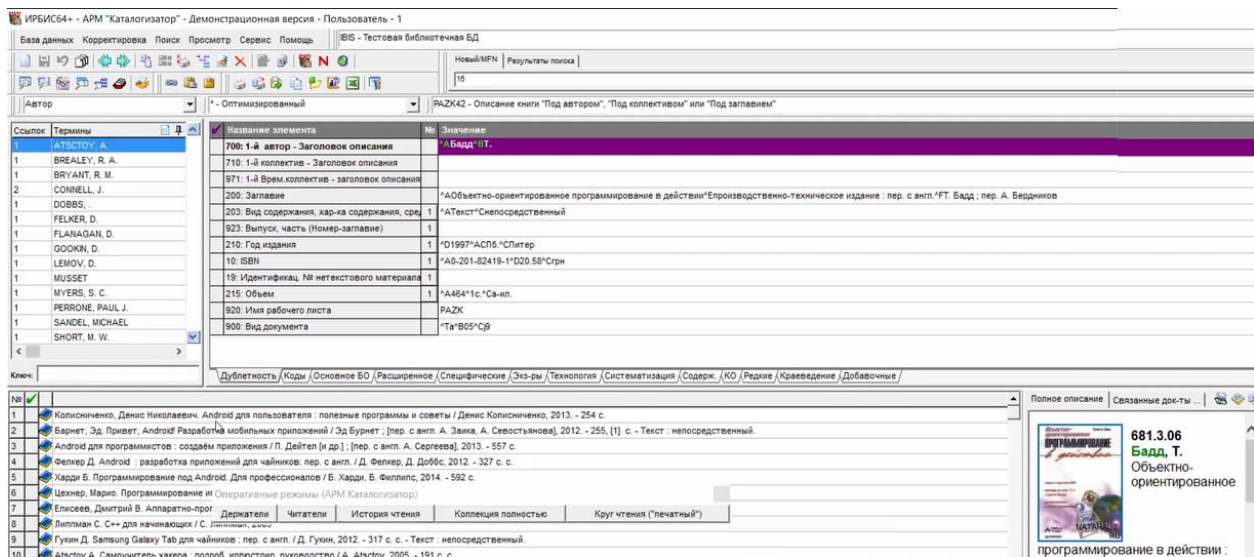 ИРБИС64+ - АРМ "Каталогизатор" - Демонстрационная версия - Пользователь - 1
База данных Корректировка Поиск Просмотр Сервис Помощь
IBIS - Тестовая библиотечная БД
Новый/MFN Результаты поиска
16
Автор
* - Оптимизированный
PAZK42 - Описание книги "Под автором", "Под коллективом" или "Под заглавием"
Ссылок Термины
1 ATSCTOY, A.
1 BREALEY, R. A.
1 BRYANT, R. M.
2 CONNELL, J.
1 DOBBS, .
1 FELKER, D.
1 FLANAGAN, D.
1 GOOKIN, D.
1 LEMOV, D.
1 MUSSET
1 MYERS, S. C.
1 PERRONE, PAUL J.
1 SANDEL, MICHAEL
1 SHORT, M. W.
Ключ:
Название элемента № Значение
700: 1-й автор - Заголовок описания ^AБадд^BТ.
710: 1-й коллектив - Заголовок описания
971: 1-й Врем.коллектив - заголовок описания
200: Заглавие ^AОбъектно-ориентированное программирование в действии^Eпроизводственно-техническое издание : пер. с англ.^FТ. Бадд ; пер. А. Бердников
203: Вид содержания, хар-ка содержания, сред 1 ^AТекст^Cнепосредственный
923: Выпуск, часть (Номер-заглавие) 1
210: Год издания 1 ^D1997^AСПб.^CПитер
10: ISBN 1 ^A0-201-82419-1^D20.58^Cгрн
19: Идентификац. № нетекстового материала 1
215: Объем 1 ^A464^1с.^Cа-ил.
920: Имя рабочего листа PAZK
900: Вид документа ^Ta^B05^Cj9
Дублетность Коды Основное БО Расширенное Специфические Экз-ры Технология Систематизация Содерж. КО Редкие Краеведение Добавочные
№
1 Колисниченко, Денис Николаевич. Android для пользователя : полезные программы и советы / Денис Колисниченко, 2013. - 254 с.
2 Барнет, Эд. Привет, Android! Разработка мобильных приложений / Эд Бурнет ; [пер. с англ. А. Заика, А. Севостьянова], 2012. - 255, [1] с. - Текст : непосредственный.
3 Android для программистов : создаём приложения / П. Дейтел [и др.] ; [пер. с англ. А. Сергеева], 2013. - 557 с.
4 Фелкер Д. Android : разработка приложений для чайников: пер. с англ. / Д. Фелкер, Д. Доббс, 2012. - 327 с. с.
5 Харди Б. Программирование под Android. Для профессионалов / Б. Харди, Б. Филлипс, 2014. - 592 с.
6 Цехнер, Марио. Программирование иг
Оперативные режимы (АРМ Каталогизатор)
7 Елисеев, Дмитрий В. Аппаратно-прог
Держатели Читатели История чтения Коллекция полностью Круг чтения ("печатный")
8 Липпман С. C++ для начинающих / С. Липпман, 2005
9 Гукин Д. Samsung Galaxy Tab для чайников : пер. с англ. / Д. Гукин, 2012. - 317 с. с. - Текст : непосредственный.
10 Atsctoy A. Самоучитель хакера : подроб. иллюстрир. руководство / A. Atsctoy, 2005. - 191 с. с.
Полное описание Связанные док-ты ...
ПРОГРАММИРОВАНИЕ
в действии
681.3.06
Бадд, Т.
Объектно-
ориентированное
программирование в действии :